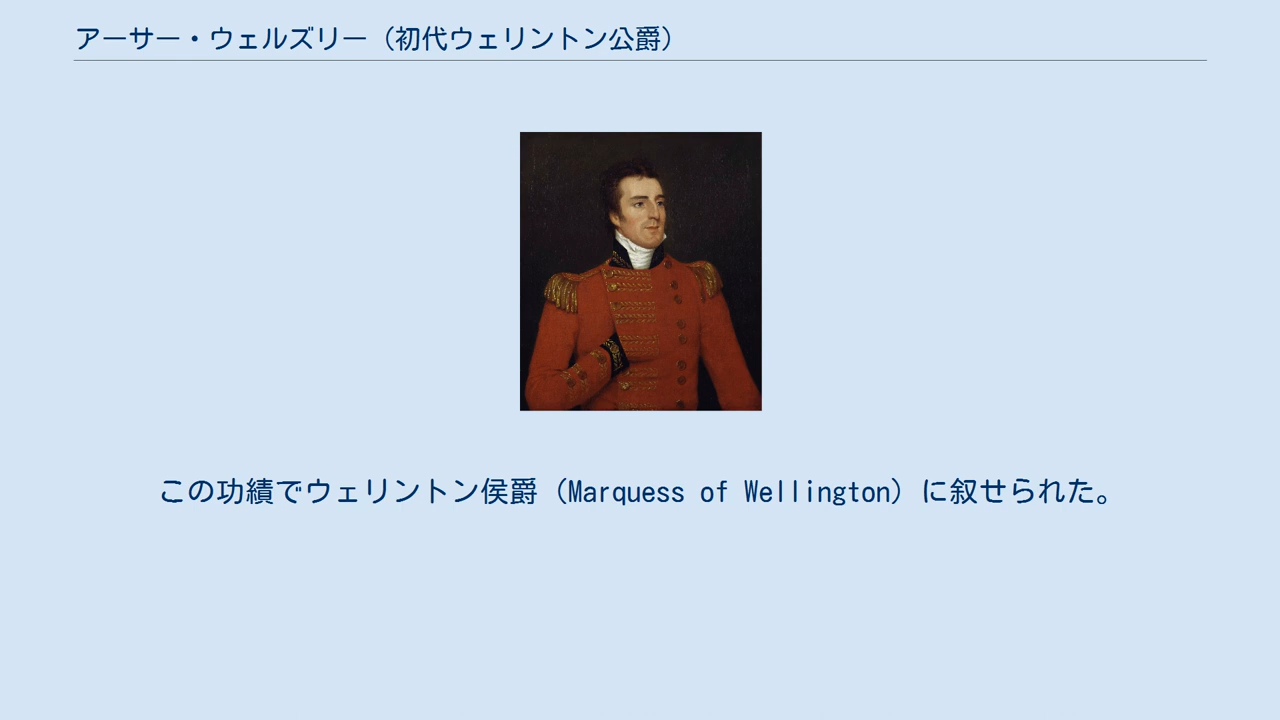 アーサー・ウェルズリー（初代ウェリントン公爵）
この功績でウェリントン侯爵（Marquess of Wellington）に叙せられた。